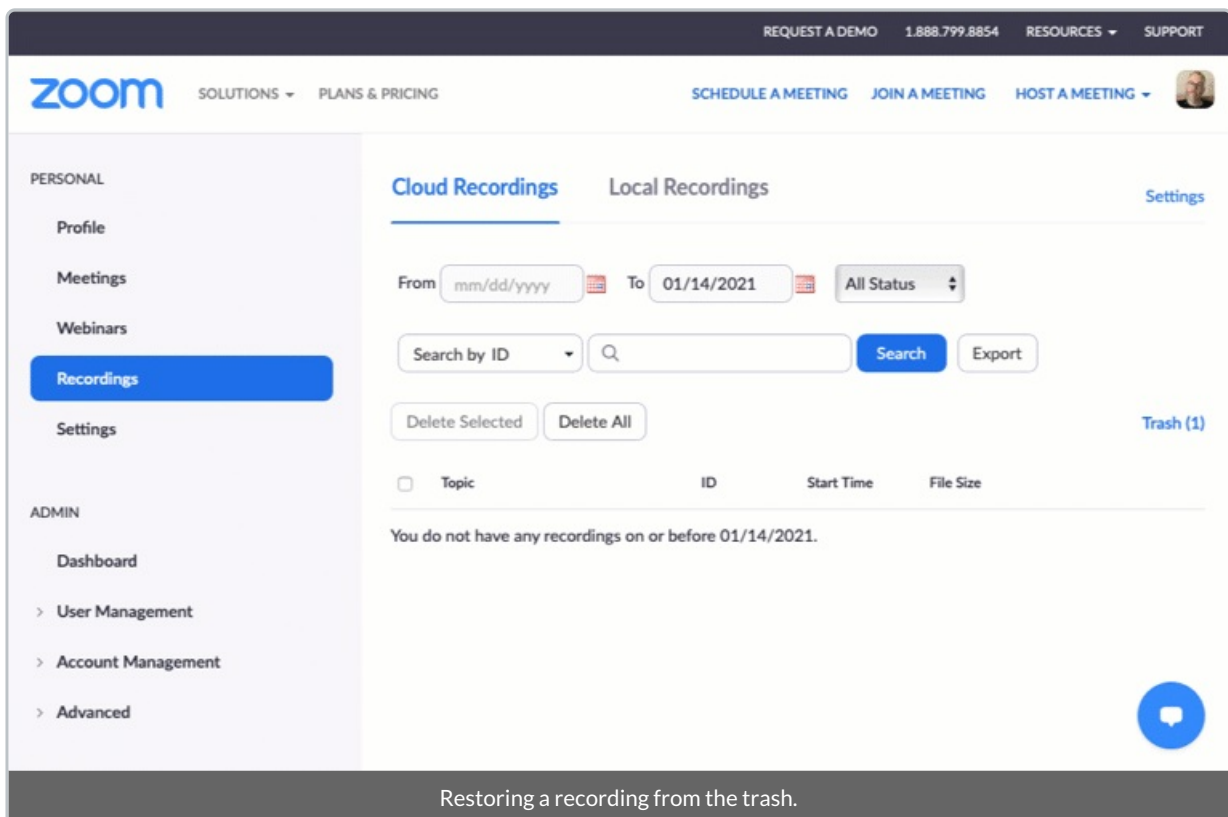 REQUEST A DEMO 1.888.799.8854 RESOURCES SUPPORT
zoom SOLUTIONS PLANS & PRICING SCHEDULE A MEETING JOIN A MEETING HOST A MEETING
PERSONAL
Profile
Meetings
Webinars
Recordings
Settings
ADMIN
Dashboard
User Management
Account Management
Advanced
Cloud Recordings Local Recordings Settings
From mm/dd/yyyy To 01/14/2021 All Status
Search by ID Search Export
Delete Selected Delete All Trash (1)
Topic ID Start Time File Size
You do not have any recordings on or before 01/14/2021.
Restoring a recording from the trash.